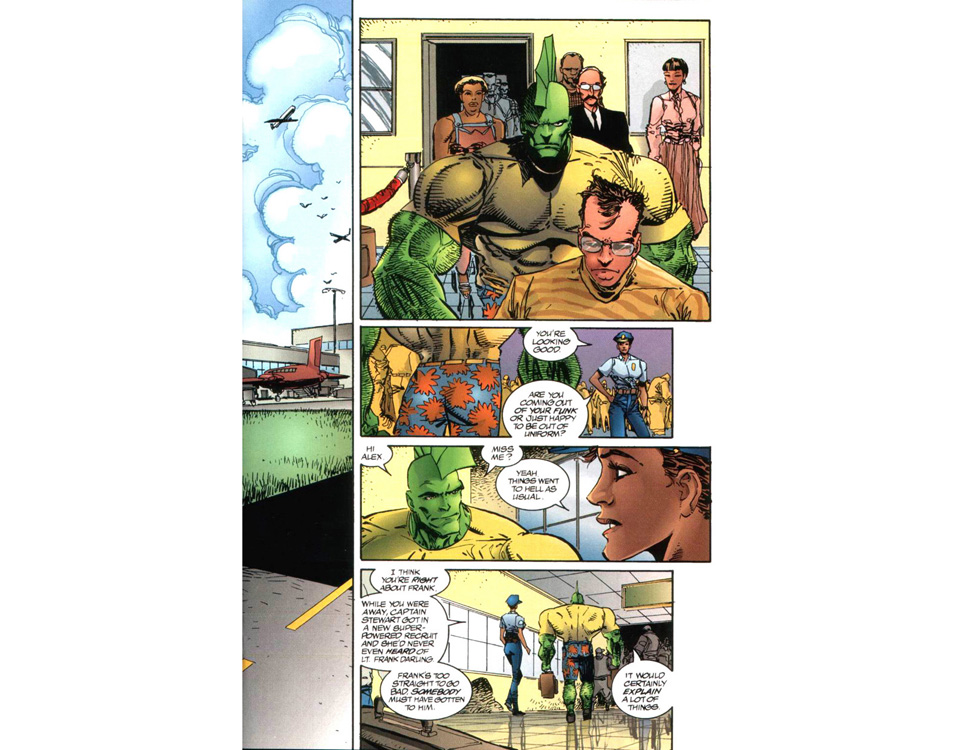 YOU'RE
LOOKING
GOOD.
ARE YOU
COMING OUT
OF YOUR FUNK
OR JUST HAPPY
TO BE OUT OF
UNIFORM?
HI
ALEX
MISS
ME?
YEAH
THINGS WENT
TO HELL AS
USUAL.
I THINK
YOU'RE RIGHT
ABOUT FRANK.
WHILE YOU WERE
AWAY, CAPTAIN
STEWART GOT IN
A NEW SUPER-
POWERED RECRUIT
AND SHE'D NEVER
EVEN HEARD OF
LT. FRANK DARLING
FRANK'S TOO
STRAIGHT TO GO
BAD. SOMEBODY
MUST HAVE GOTTEN
TO HIM.
IT WOULD
CERTAINLY
EXPLAIN
A LOT OF
THINGS.